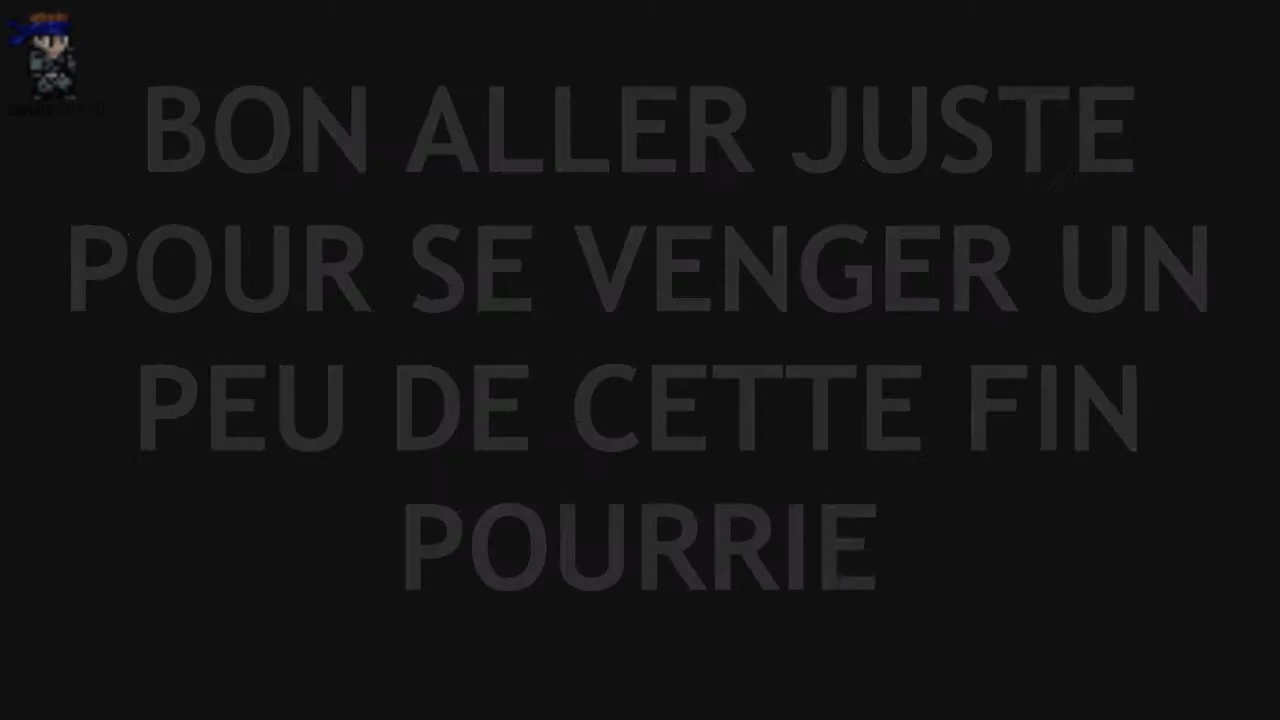 BON ALLER JUSTE
POUR SE VENGER UN
PEU DE CETTE FIN
POURRIE